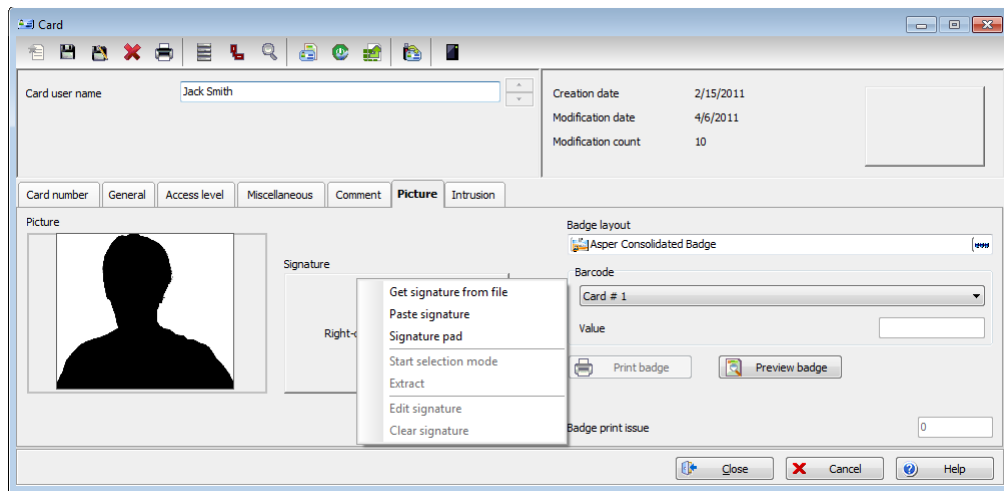 Card
Card user name
Jack Smith
Creation date 2/15/2011
Modification date 4/6/2011
Modification count 10
Card number General Access level Miscellaneous Comment Picture Intrusion
Picture
Signature
Right-
Get signature from file
Paste signature
Signature pad
Start selection mode
Extract
Edit signature
Clear signature
Badge layout
Asper Consolidated Badge
Barcode
Card # 1
Value
Print badge Preview badge
Badge print issue 0
Close Cancel Help